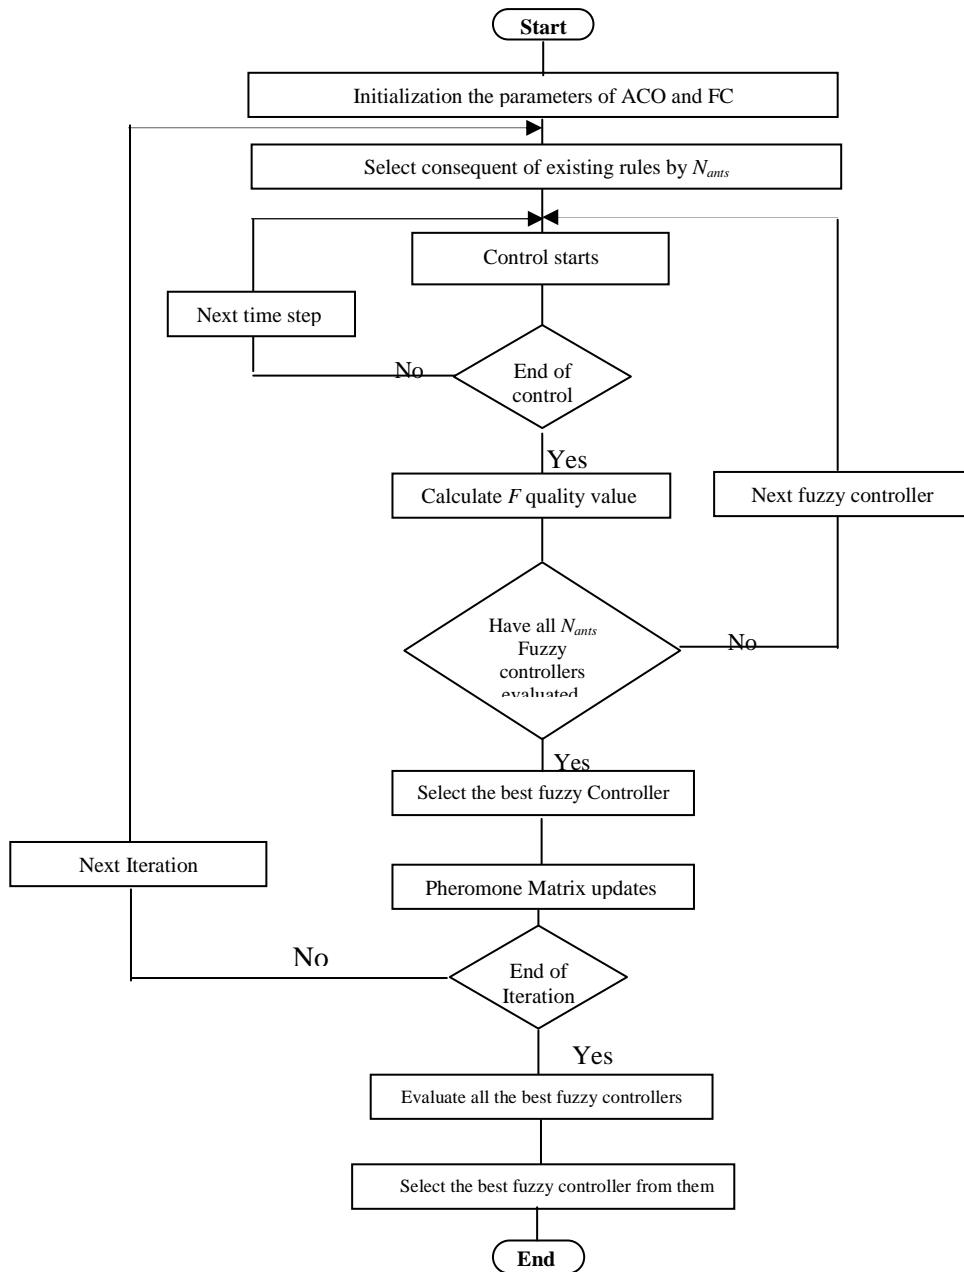 Start
Initialization the parameters of ACO and FC
Select consequent of existing rules by N_ants
Control starts
Next time step
No
End of
control
Yes
Calculate F quality value
Next fuzzy controller
Have all N_ants
Fuzzy
controllers
evaluated
No
Yes
Select the best fuzzy Controller
Next Iteration
Pheromone Matrix updates
No
End of
Iteration
Yes
Evaluate all the best fuzzy controllers
Select the best fuzzy controller from them
End